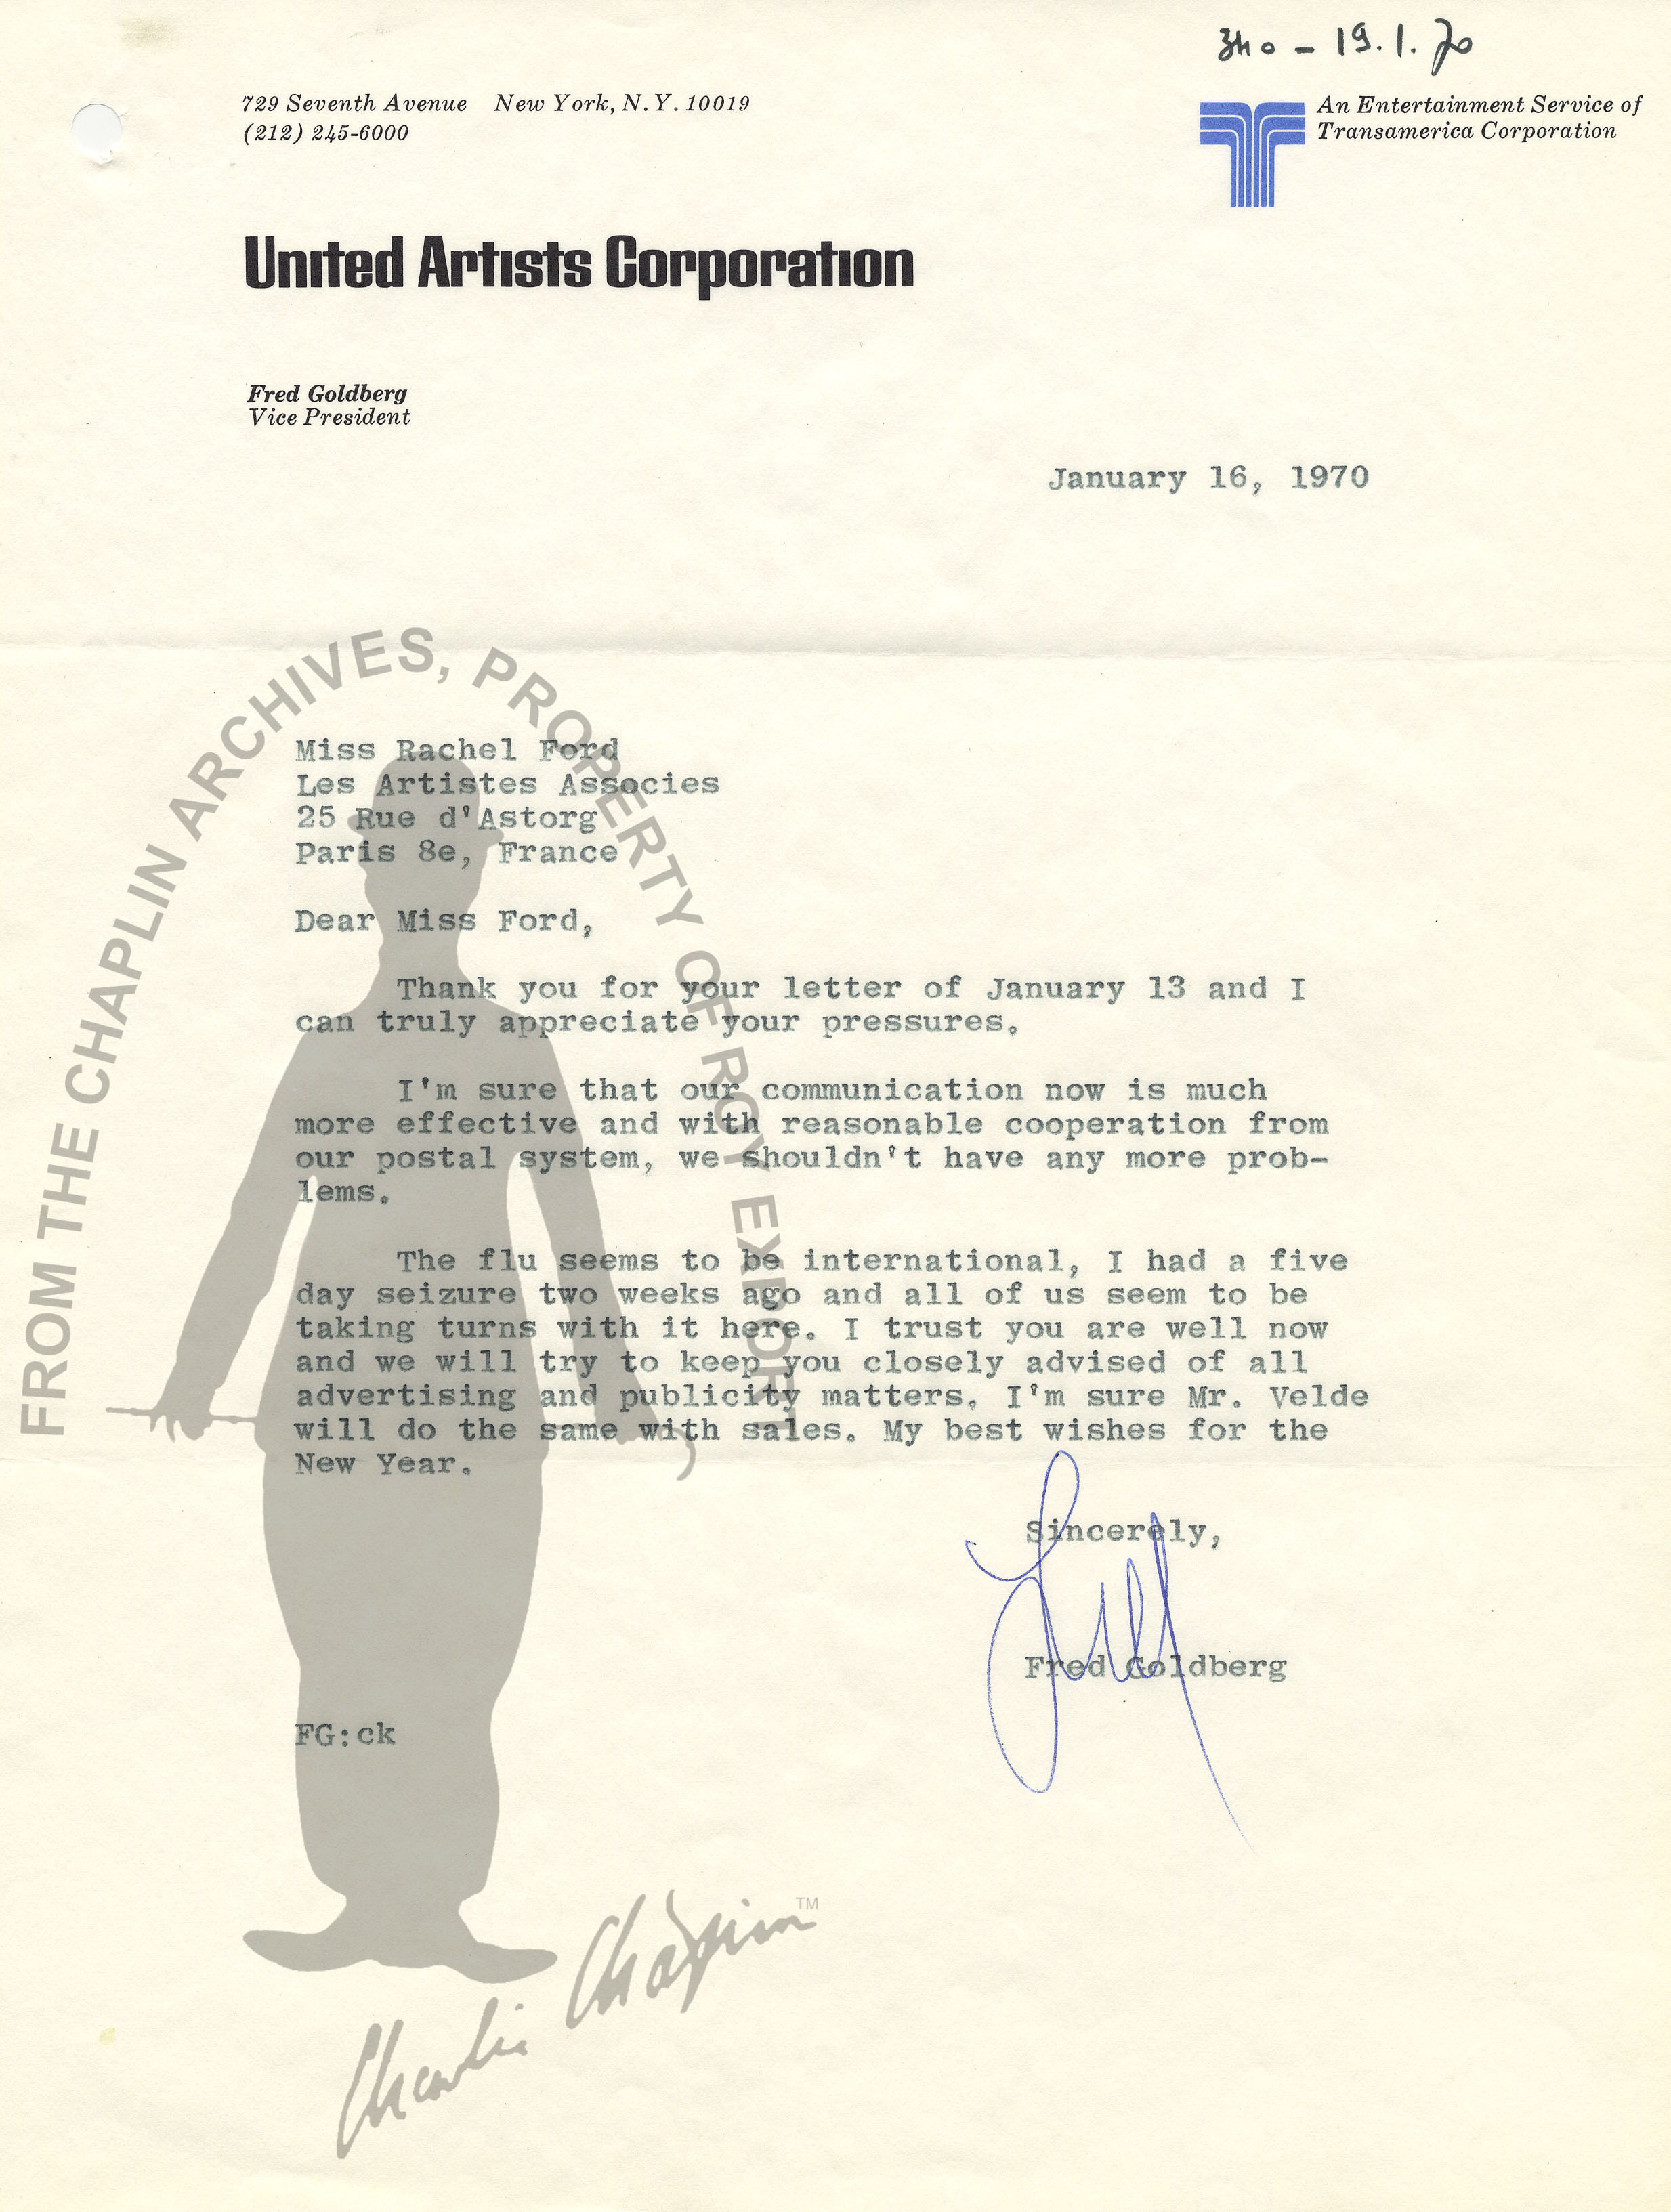 340 - 19.1.70
729 Seventh Avenue New York, N.Y. 10019
(212) 245-6000
An Entertainment Service of
Transamerica Corporation
United Artists Corporation
Fred Goldberg
Vice President
January 16, 1970
Miss Rachel Ford
Les Artistes Associes
25 Rue d'Astorg
Paris 8e, France
Dear Miss Ford,
Thank you for your letter of January 13 and I
can truly appreciate your pressures.
I'm sure that our communication now is much
more effective and with reasonable cooperation from
our postal system, we shouldn't have any more prob-
lems.
The flu seems to be international, I had a five
day seizure two weeks ago and all of us seem to be
taking turns with it here. I trust you are well now
and we will try to keep you closely advised of all
advertising and publicity matters. I'm sure Mr. Velde
will do the same with sales. My best wishes for the
New Year.
Sincerely,
Fred
Fred Goldberg
FG:ck
FROM THE CHAPLIN ARCHIVES, PROPERTY OF ROY EXPORT
Charlie Chaplin TM